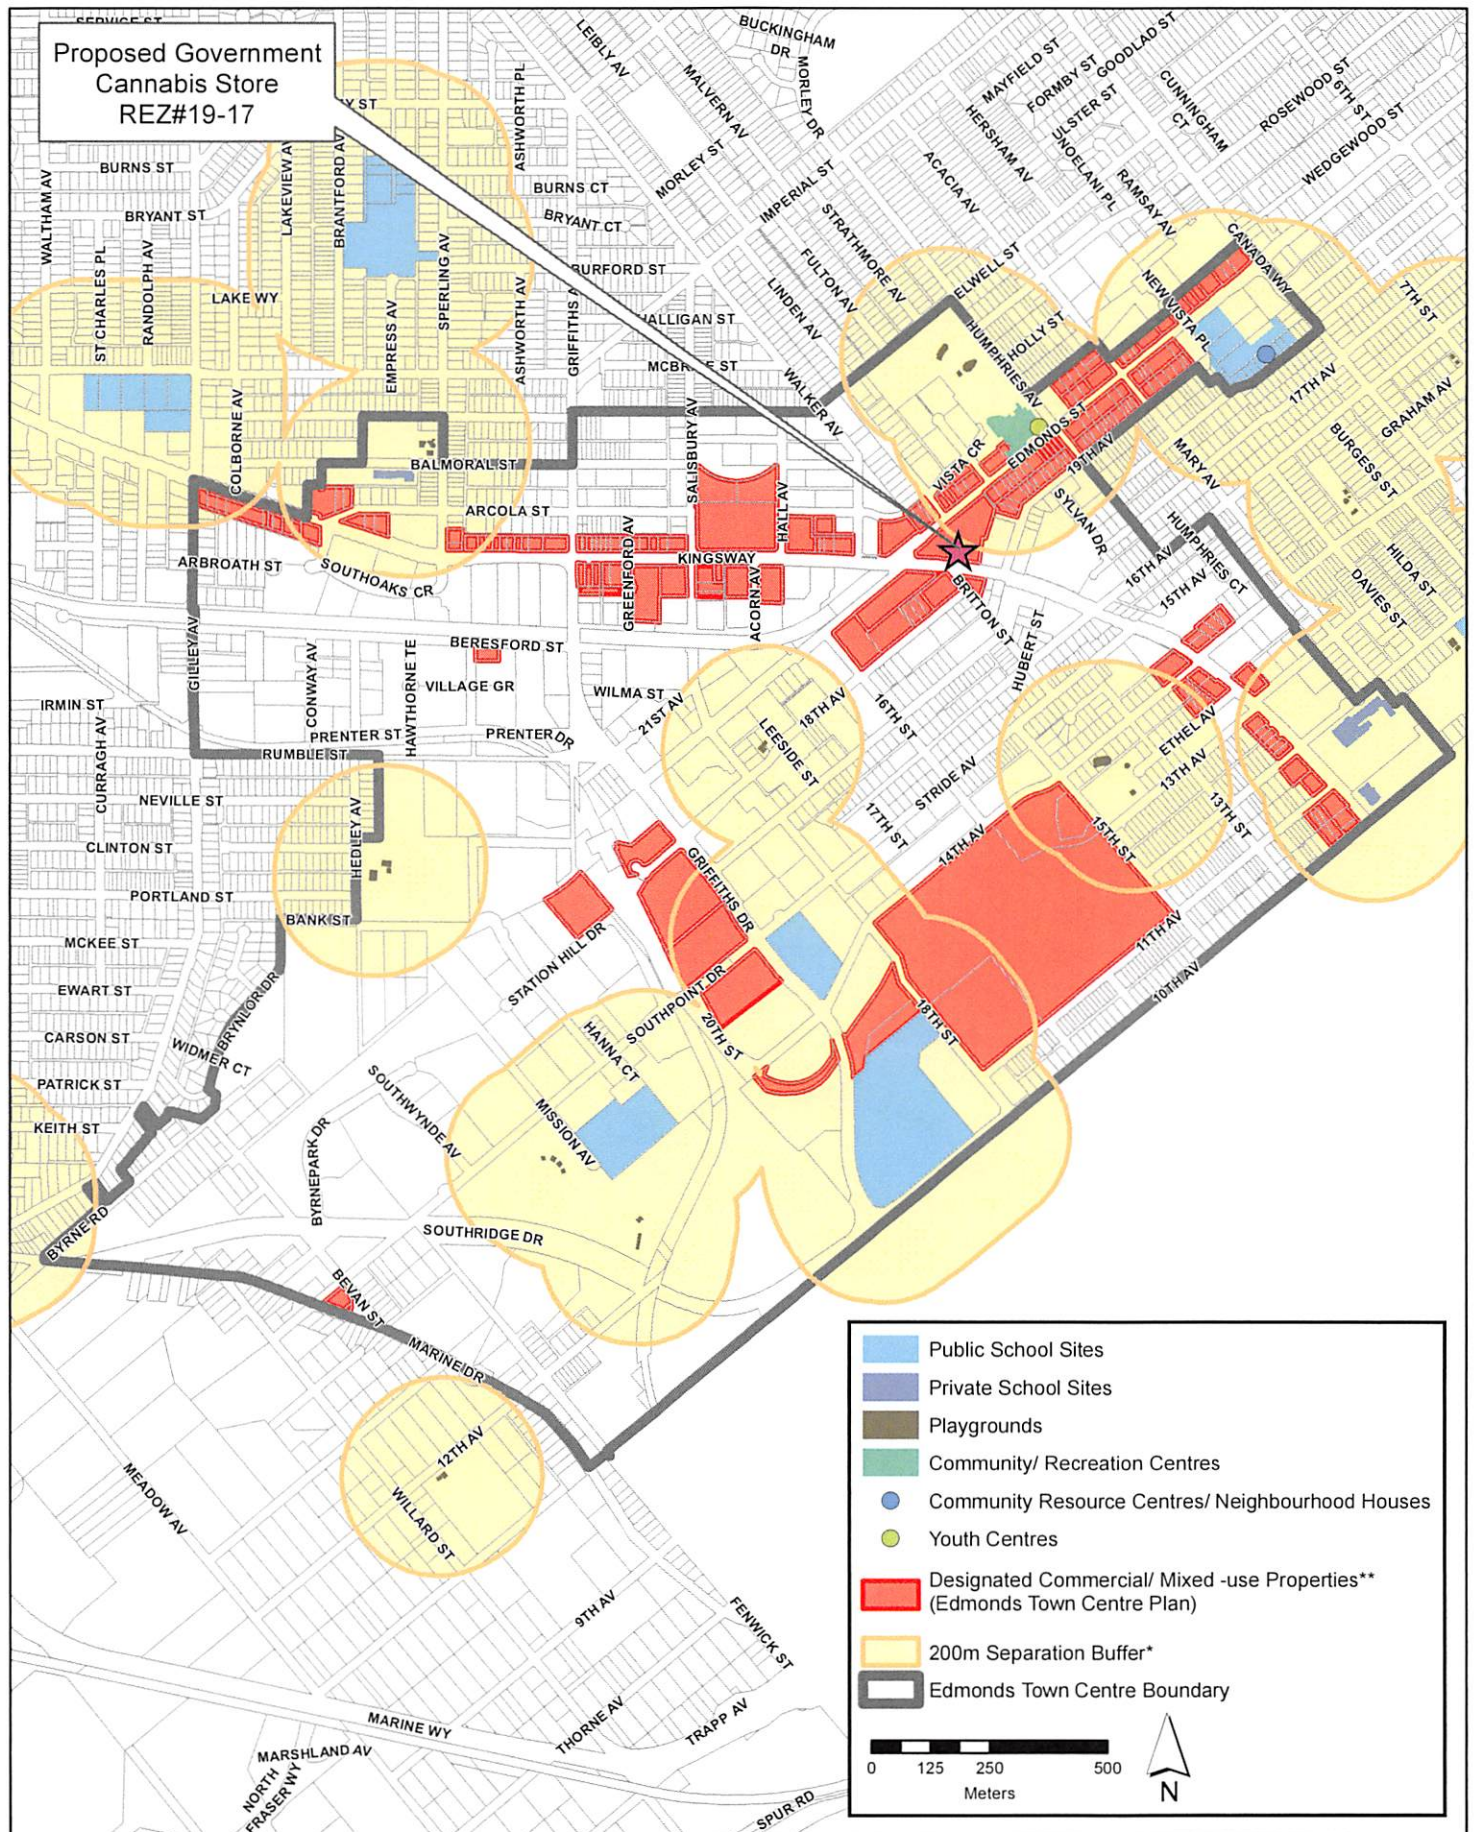 SERVICE ST
Proposed Government
Cannabis Store
REZ#19-17
BUCKINGHAM
DR
LEIBLY AV
MALVERN AV
MORLEY DR
MAYFIELD ST
FORMBY ST
GOODLAD ST
ULSTER ST
CUNNINGHAM
CT
ROSEWOOD ST
6TH ST
WEDGEWOOD ST
HERSHAM AV
UNOELANI PL
RAMSAY AV
ACACIA AV
ASHWORTH PL
MORLEY ST
IMPERIAL ST
BURNS ST
BURNS CT
BRYANT ST
BRYANT CT
WALTHAM AV
LAKEVIEW AV
BRANTFORD AV
STRATHMORE AV
FULTON AV
LINDEN AV
ELWELL ST
CANADA WY
NEW VISTA PL
7TH ST
ST CHARLES PL
RANDOLPH AV
LAKE WY
SPERLING AV
EMPRESS AV
ASHWORTH AV
BURFORD ST
HALLIGAN ST
WALKER AV
HUMPHRIES AV
HOLLY ST
17TH AV
GRAHAM AV
BURGESS ST
COLBORNE AV
BALMORAL ST
ARCOLA ST
SALISBURY AV
HALL AV
VISTA CR
EDMONDS ST
19TH AV
MARY AV
SYLVAN DR
KINGSWAY
GREENFORD AV
ACORN AV
ARBROATH ST
SOUTHOAKS CR
BERESFORD ST
BRITTON ST
HUBERT ST
16TH AV
15TH AV
HUMPHRIES CT
HILDA ST
DAVIES ST
GILLEY AV
CONWAY AV
HAWTHORNE TE
VILLAGE GR
WILMA ST
21ST AV
18TH AV
16TH ST
IRMIN ST
CURRAGH AV
PRENTER ST
PRENTER DR
RUMBLE ST
LEESIDE ST
STRIDE AV
17TH ST
ETHEL AV
13TH AV
13TH ST
NEVILLE ST
CLINTON ST
HEDLEY AV
PORTLAND ST
BANK ST
GRIFFITHS DR
14TH AV
15TH ST
11TH AV
10TH AV
MCKEE ST
EWART ST
CARSON ST
PATRICK ST
KEITH ST
BRYNLOR DR
WIDMER CT
STATION HILL DR
SOUTHPOINT DR
20TH ST
18TH ST
HANNA CT
MISSION AV
SOUTHWYNDE AV
BYRNEPARK DR
SOUTHRIDGE DR
BYRNE RD
BEVAN ST
MARINE DR
12TH AV
WILLARD ST
MEADOW AV
9TH AV
FENWICK ST
MARINE WY
THORNE AV
TRAPP AV
MARSHLAND AV
NORTH
FRASER WY
SPUR RD
Public School Sites
Private School Sites
Playgrounds
Community/ Recreation Centres
Community Resource Centres/ Neighbourhood Houses
Youth Centres
Designated Commercial/ Mixed -use Properties**
(Edmonds Town Centre Plan)
200m Separation Buffer*
Edmonds Town Centre Boundary
0 125 250 500
Meters
N